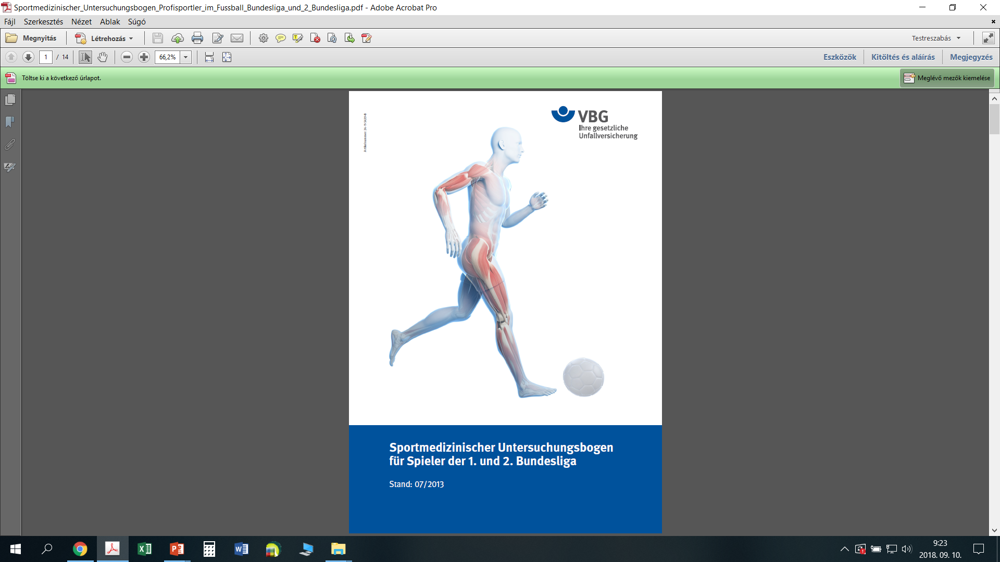 Sportmedizinischer_Untersuchungsbogen_Profisportler_im_Fussball_Bundesliga_und_2_Bundesliga.pdf - Adobe Acrobat Pro
Fájl Szerkesztés Nézet Ablak Súgó
Megnyitás Létrehozás Testreszabás
1 / 14 66,2% Eszközök Kitöltés és aláírás Megjegyzés
Töltse ki a következő űrlapot. Meglévő mezők kiemelése
VBG
Ihre gesetzliche
Unfallversicherung
Sportmedizinischer Untersuchungsbogen
für Spieler der 1. und 2. Bundesliga
Stand: 07/2013
9:23
2018. 09. 10.